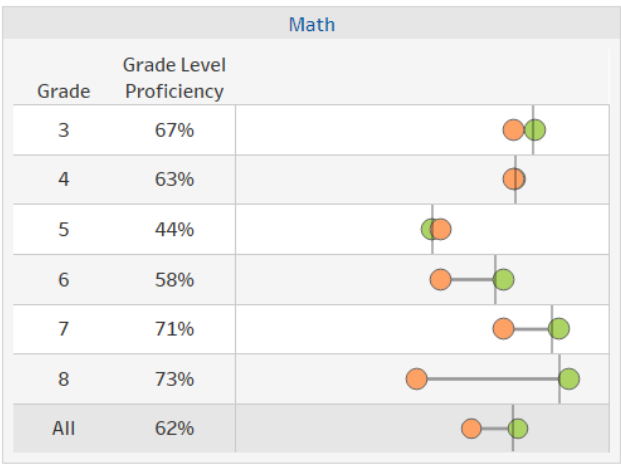 Math
Grade Level
Grade Proficiency
3 67%
4 63%
5 44%
6 58%
7 71%
8 73%
All 62%